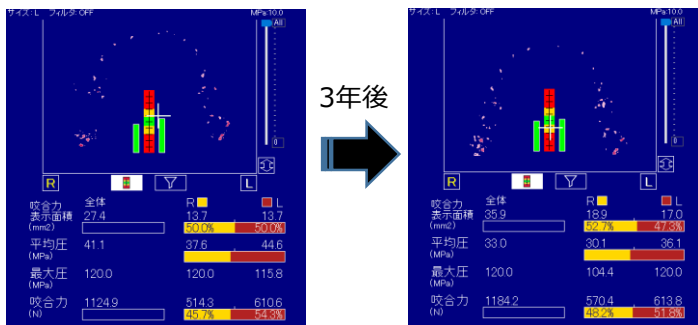 サイズ:L フィルタ:OFF MPa:10.0
All
0
R L
咬合力 全体 R L
表示面積 27.4 13.7 13.7
(mm2) 50.0% 50.0%
平均圧 41.1 37.6 44.6
(MPa)
最大圧 120.0 120.0 115.8
(MPa)
咬合力 1124.9 514.3 610.6
(N) 45.7% 54.3%
3年後
サイズ:L フィルタ:OFF MPa:10.0
All
0
R L
咬合力 全体 R L
表示面積 35.9 18.9 17.0
(mm2) 52.7% 47.3%
平均圧 33.0 30.1 36.1
(MPa)
最大圧 120.0 104.4 120.0
(MPa)
咬合力 1184.2 570.4 613.8
(N) 48.2% 51.8%